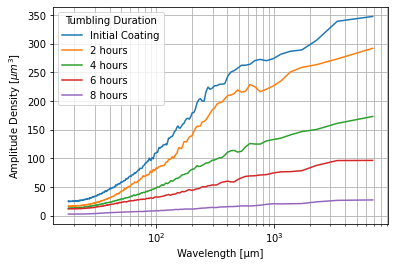 Tumbling Duration
Initial Coating
2 hours
4 hours
6 hours
8 hours
Amplitude Density [μm³]
350
300
250
200
150
100
50
0
10²
10³
Wavelength [μm]